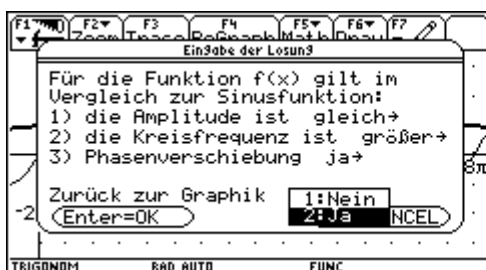 F1 F2 F3 F4 F5 F6 F7
Zoom Trace ReGraph Math Draw
Eingabe der Losung
Für die Funktion f(x) gilt im
Vergleich zur Sinusfunktion:
1) die Amplitude ist gleich→
2) die Kreisfrequenz ist größer→
3) Phasenverschiebung ja→
8π
Zurück zur Graphik
1:Nein
2:Ja
-2
Enter=OK
NCEL
TRIGONOM RAD AUTO FUNC